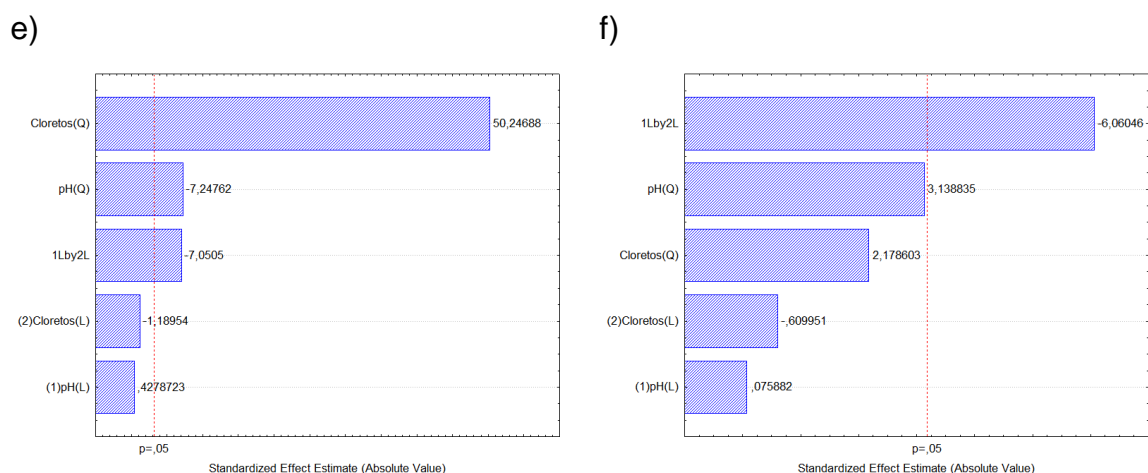 e)
Cloretos(Q)
50,24688
pH(Q)
-7,24762
1Lby2L
-7,0505
(2)Cloretos(L)
-1,18954
(1)pH(L)
,4278723
p=,05
Standardized Effect Estimate (Absolute Value)
f)
1Lby2L
-6,06046
pH(Q)
3,138835
Cloretos(Q)
2,178603
(2)Cloretos(L)
-,609951
(1)pH(L)
,075882
p=,05
Standardized Effect Estimate (Absolute Value)